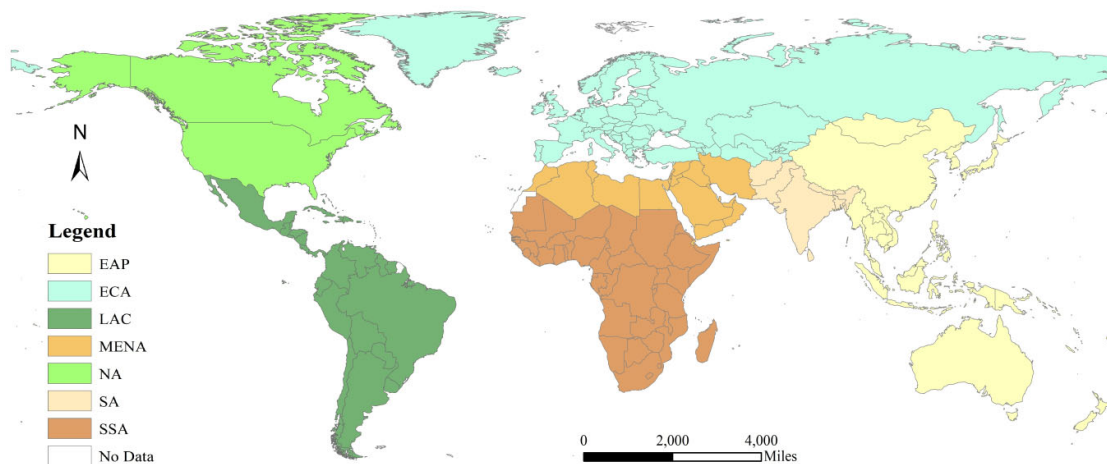 N
Legend
EAP
ECA
LAC
MENA
NA
SA
SSA
No Data
0 2,000 4,000
Miles